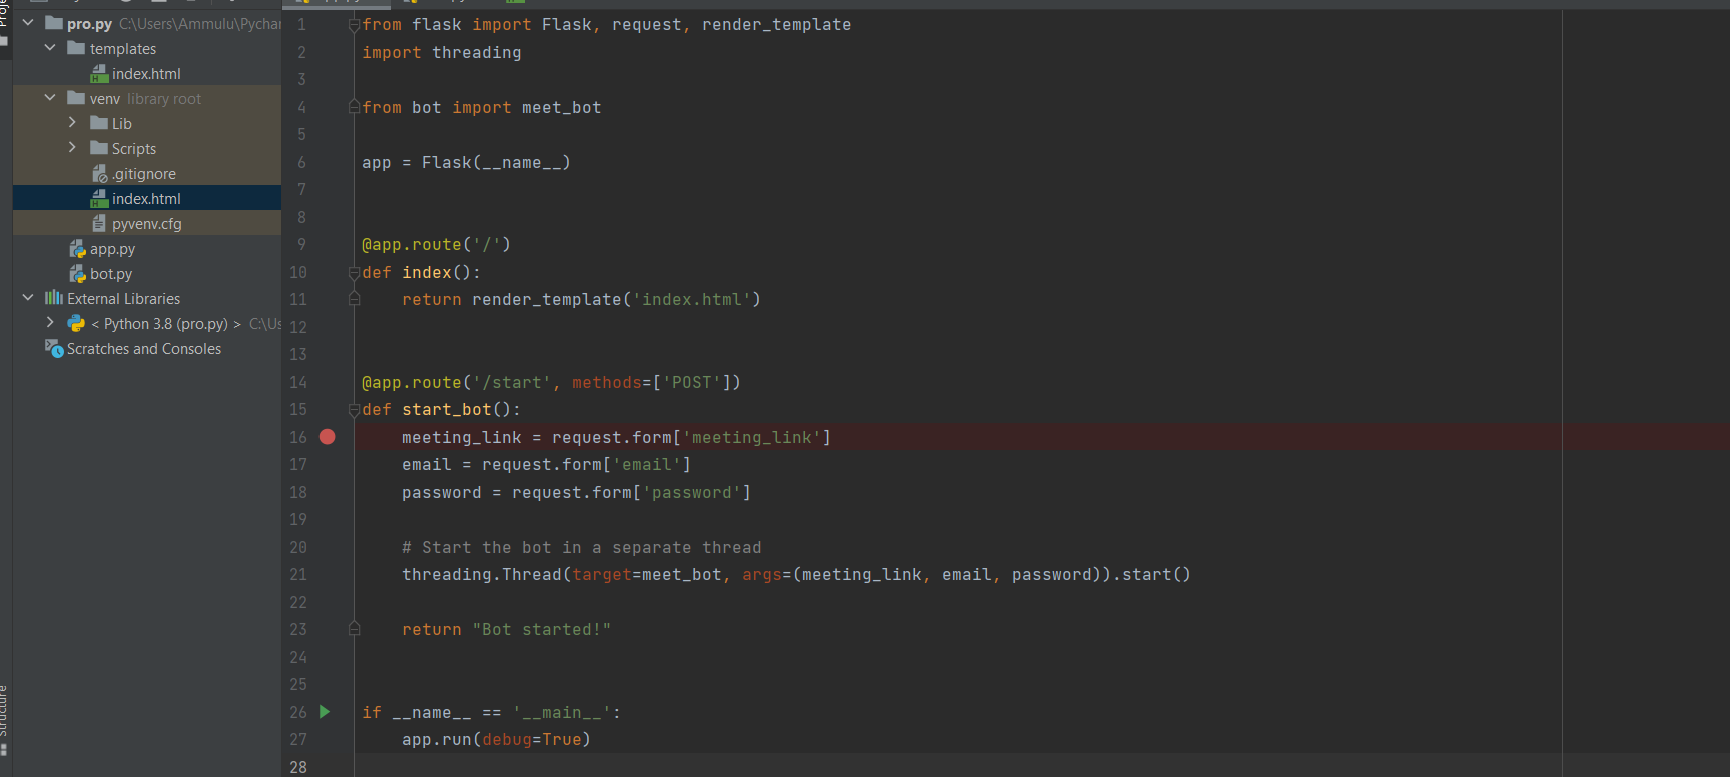 pro.py C:\Users\Ammulu\Pychar
templates
index.html
venv library root
Lib
Scripts
.gitignore
index.html
pyvenv.cfg
app.py
bot.py
External Libraries
< Python 3.8 (pro.py) > C:\Us
Scratches and Consoles
Structure
1 from flask import Flask, request, render_template
2 import threading
3
4 from bot import meet_bot
5
6 app = Flask(__name__)
7
8
9 @app.route('/')
10 def index():
11     return render_template('index.html')
12
13
14 @app.route('/start', methods=['POST'])
15 def start_bot():
16     meeting_link = request.form['meeting_link']
17     email = request.form['email']
18     password = request.form['password']
19
20     # Start the bot in a separate thread
21     threading.Thread(target=meet_bot, args=(meeting_link, email, password)).start()
22
23     return "Bot started!"
24
25
26 if __name__ == '__main__':
27     app.run(debug=True)
28